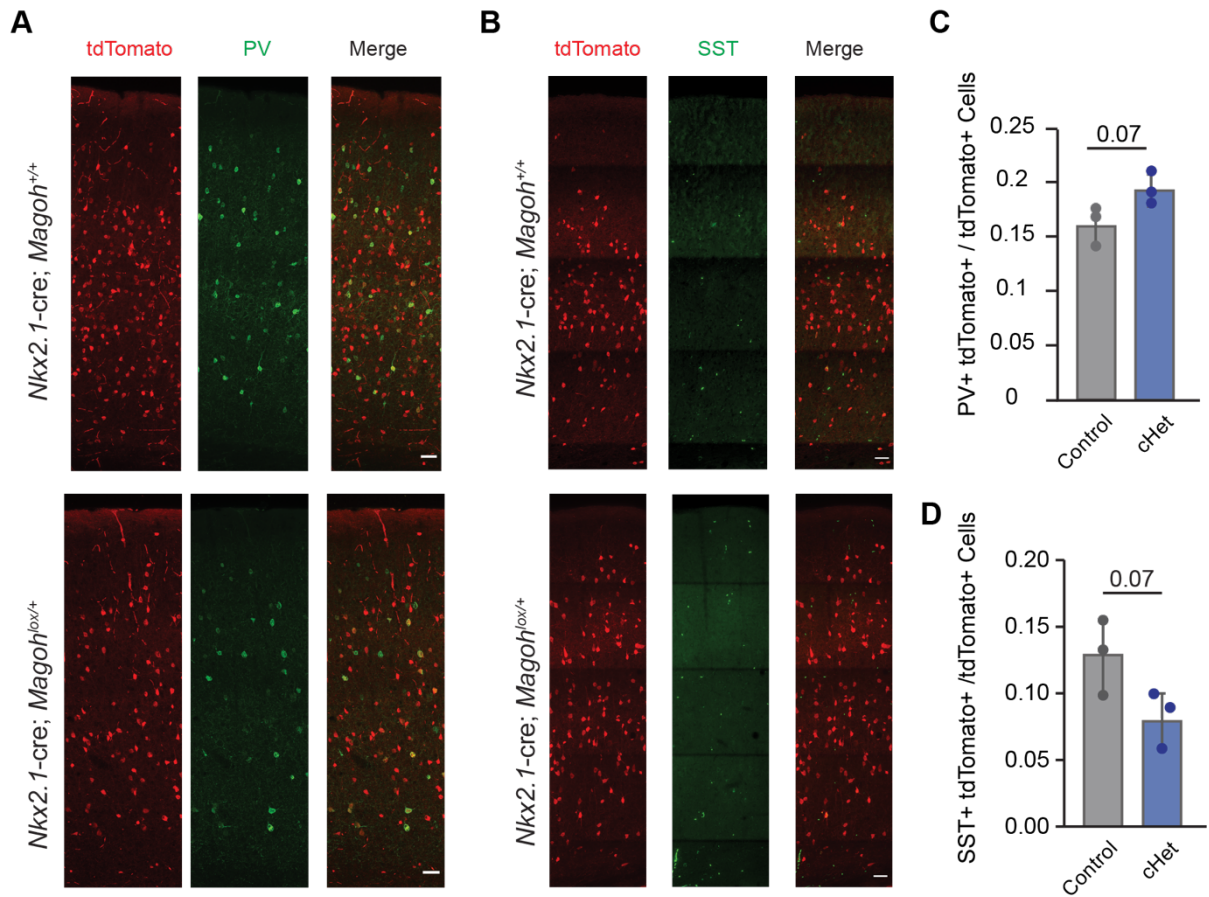 A
tdTomato PV Merge
Nkx2.1-cre; Magoh+/+
Nkx2.1-cre; Magohlox/+
B
tdTomato SST Merge
Nkx2.1-cre; Magoh+/+
Nkx2.1-cre; Magohlox/+
C
PV+ tdTomato+ / tdTomato+ Cells
0.25
0.2
0.15
0.1
0.05
0
0.07
Control cHet
D
SST+ tdTomato+ /tdTomato+ Cells
0.20
0.15
0.10
0.05
0.00
0.07
Control cHet